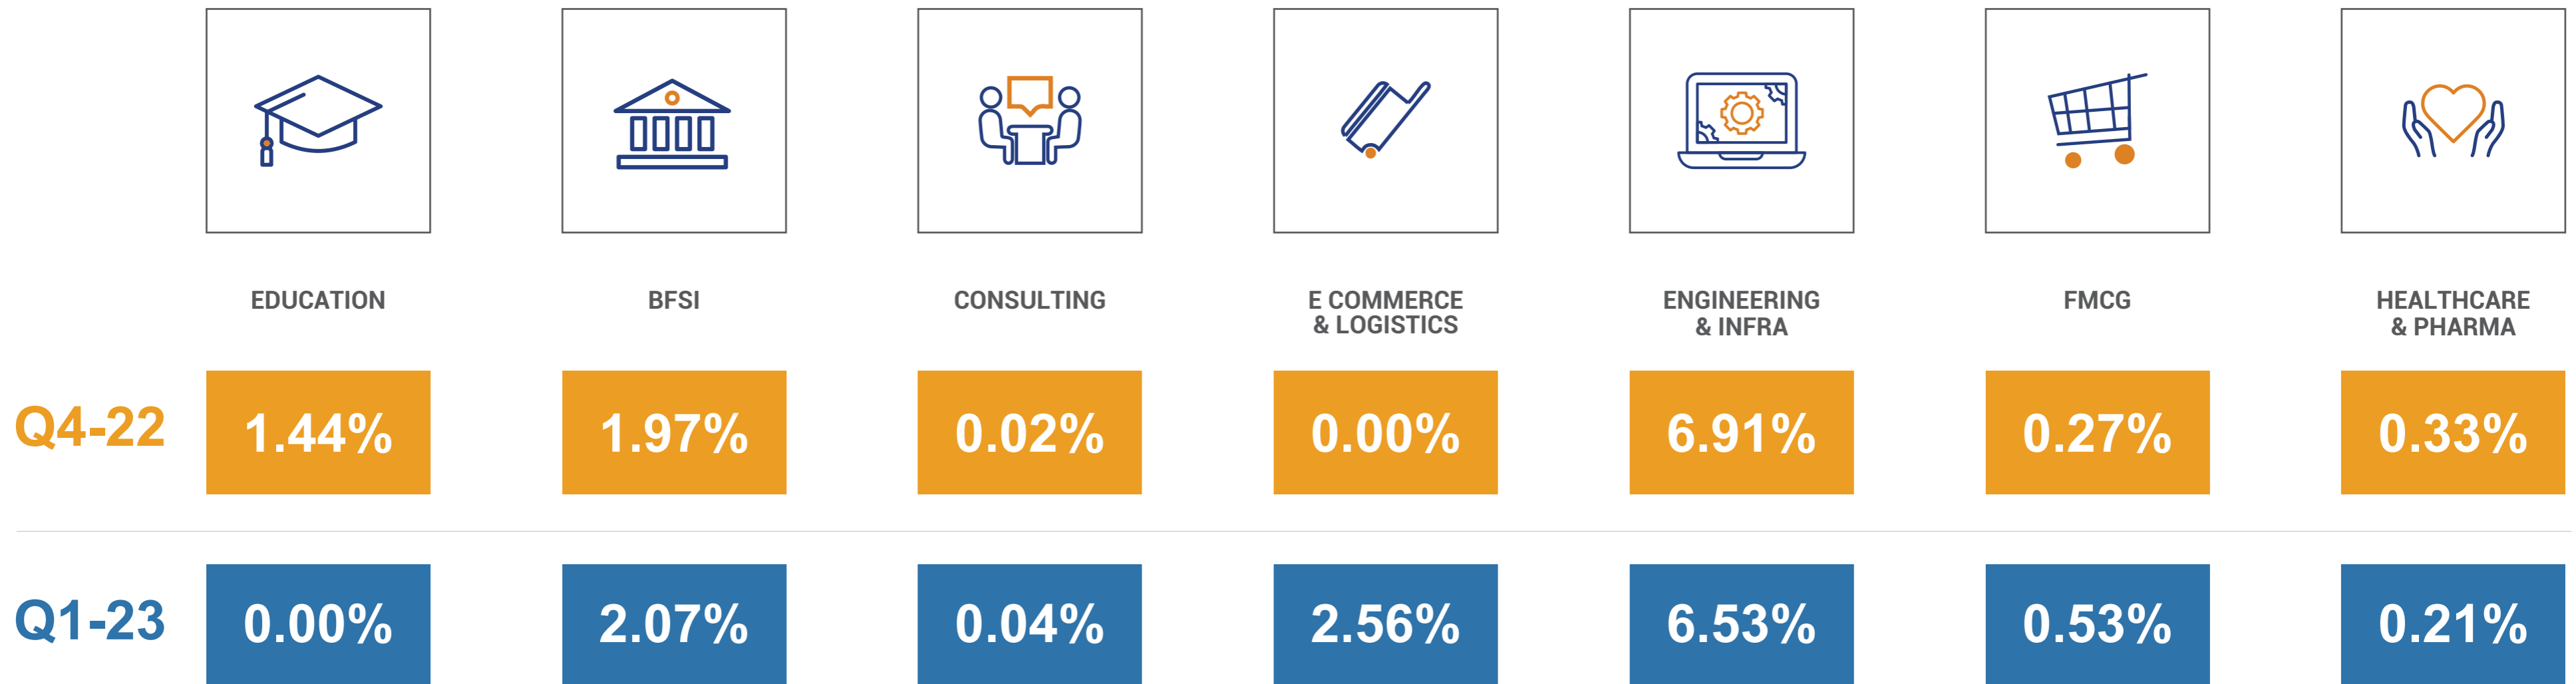 EDUCATION
BFSI
CONSULTING
E COMMERCE
& LOGISTICS
ENGINEERING
& INFRA
FMCG
HEALTHCARE
& PHARMA
Q4-22
1.44%
1.97%
0.02%
0.00%
6.91%
0.27%
0.33%
Q1-23
0.00%
2.07%
0.04%
2.56%
6.53%
0.53%
0.21%